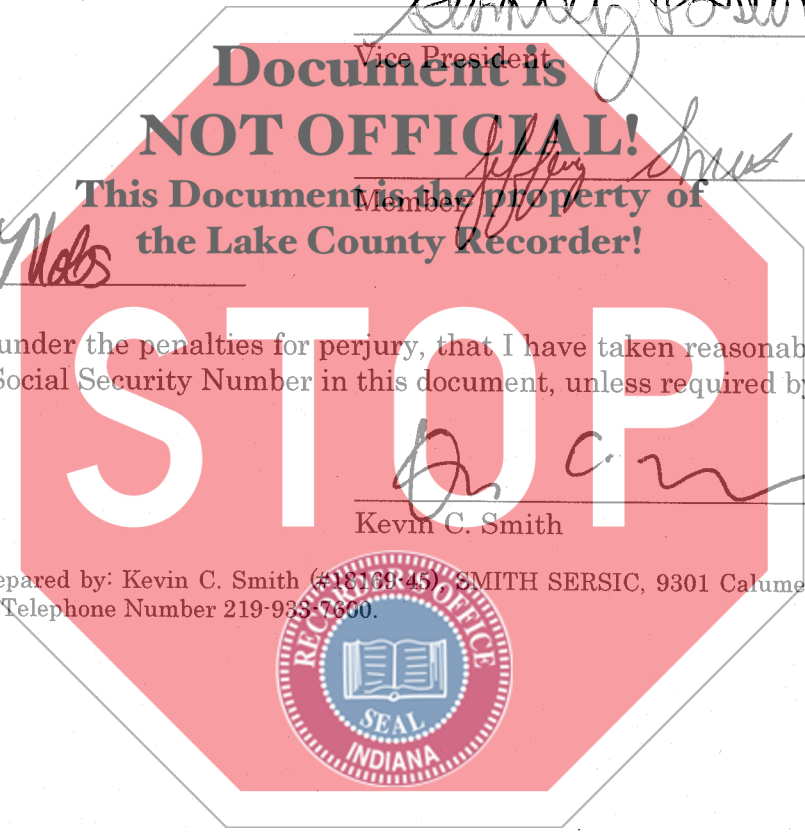 Vice President
Document is
NOT OFFICIAL!
This Document is the property of
Member
the Lake County Recorder!
STOP
under the penalties for perjury, that I have taken reasonab
Social Security Number in this document, unless required by
Kevin C. Smith
epared by: Kevin C. Smith (#18169-45), SMITH SERSIC, 9301 Calume
Telephone Number 219-933-7600.
RECORDER'S OFFICE
SEAL
INDIANA